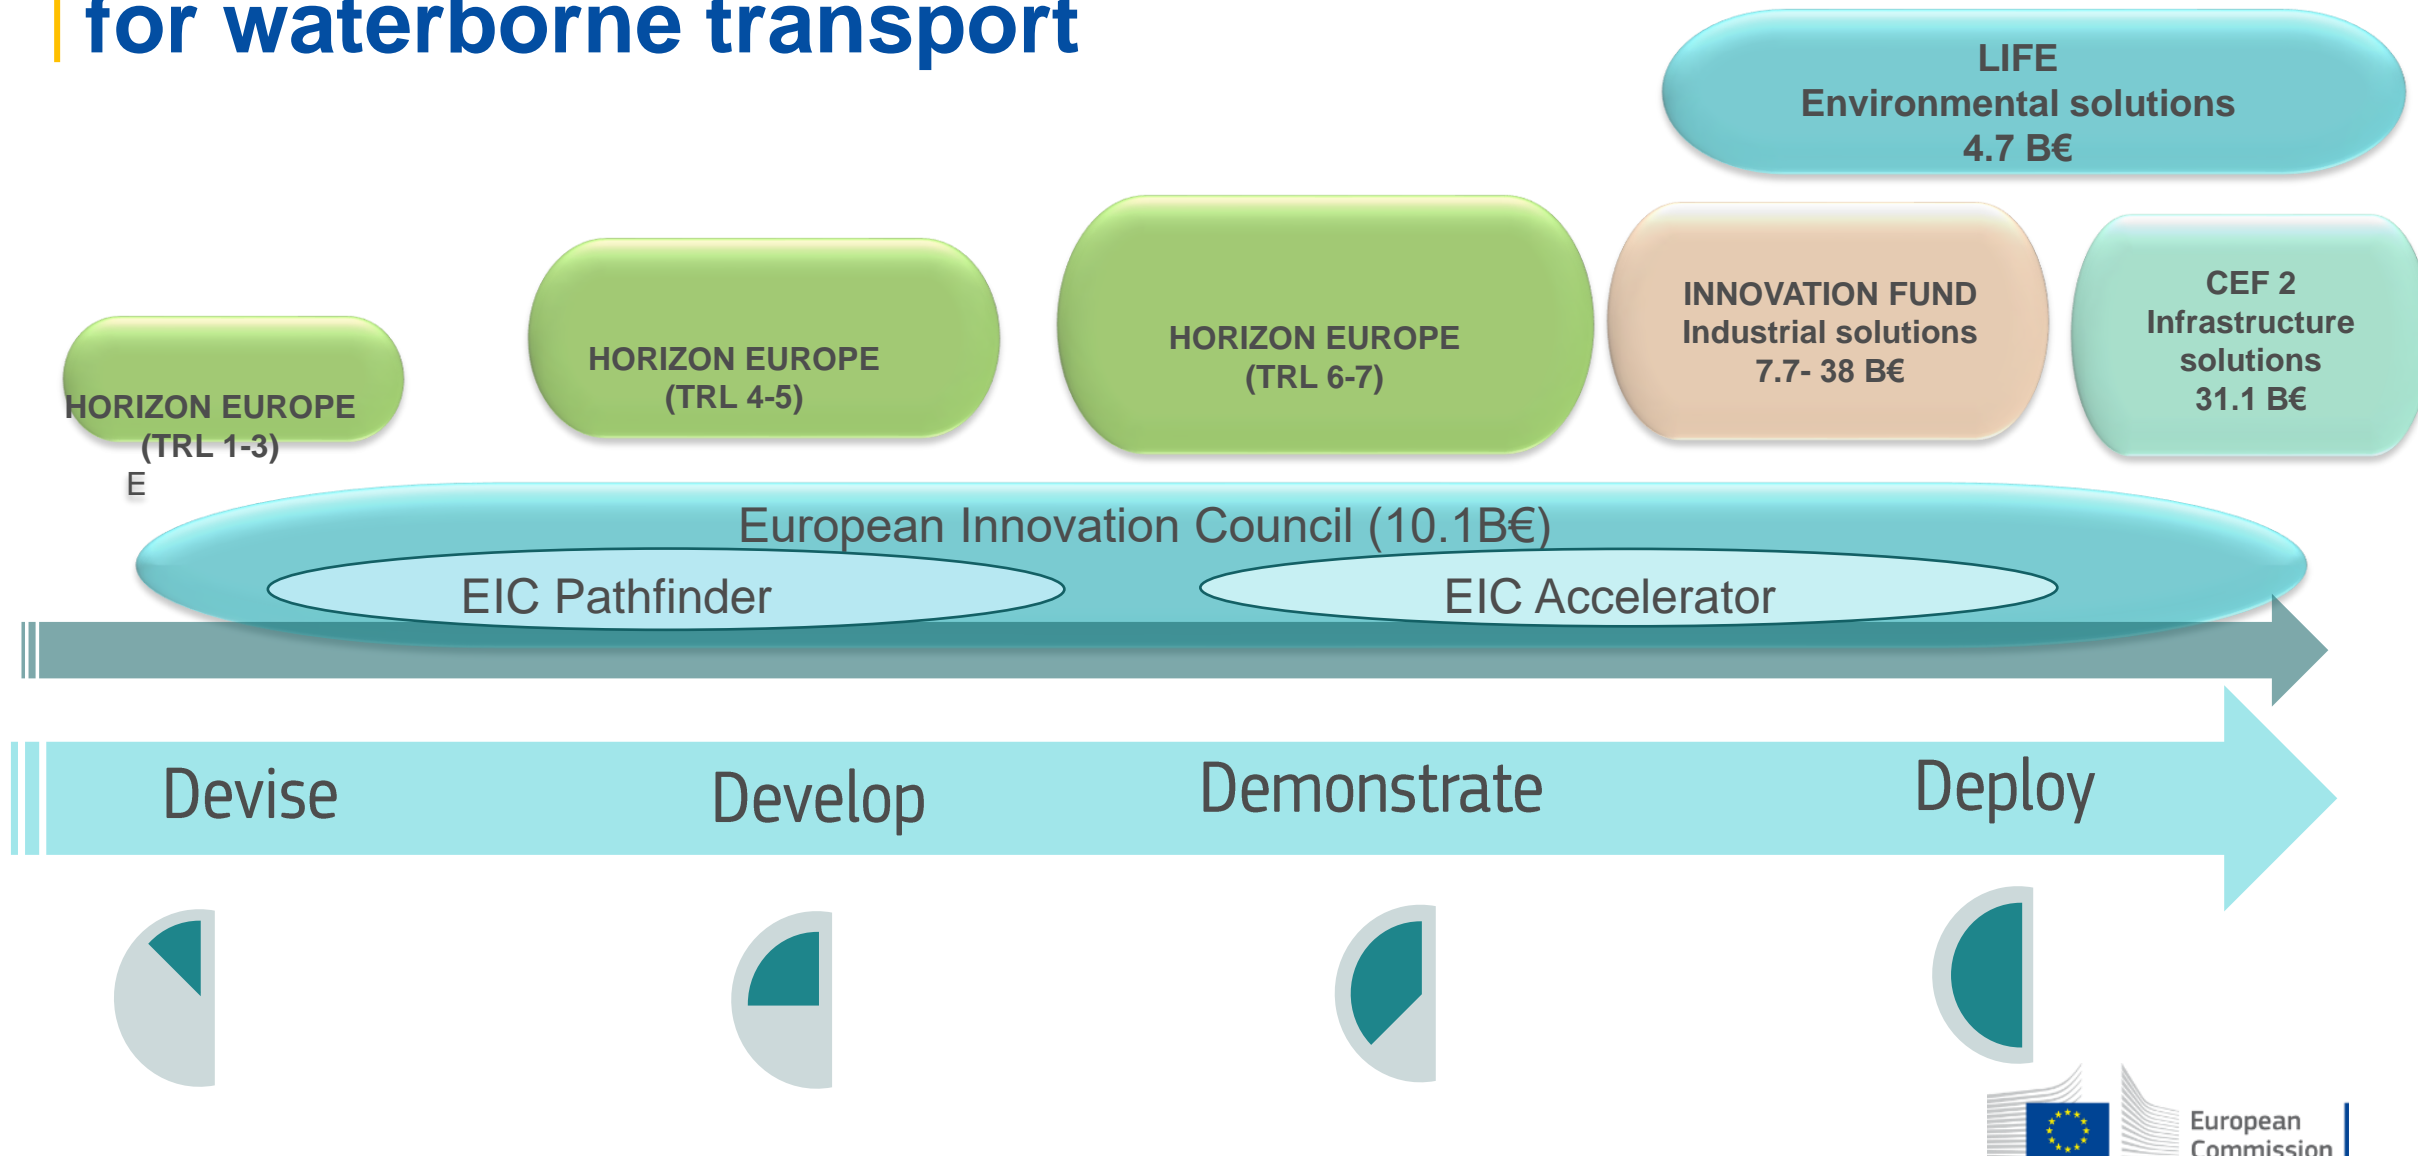 for waterborne transport
LIFE
Environmental solutions
4.7 B€
HORIZON EUROPE
(TRL 1-3)
E
HORIZON EUROPE
(TRL 4-5)
HORIZON EUROPE
(TRL 6-7)
INNOVATION FUND
Industrial solutions
7.7- 38 B€
CEF 2
Infrastructure
solutions
31.1 B€
European Innovation Council (10.1B€)
EIC Pathfinder
EIC Accelerator
Devise
Develop
Demonstrate
Deploy
European
Commission